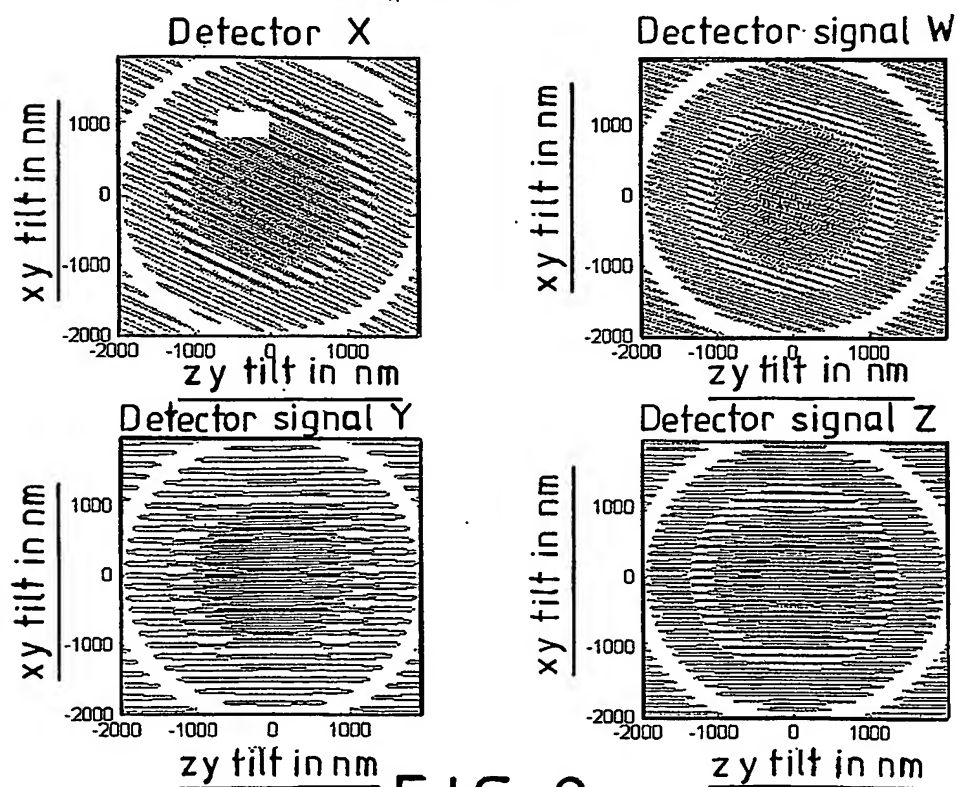 Detector X
Dectector signal W
xy tilt in nm
1000
0
-1000
-2000
-2000 -1000 0 1000
zy tilt in nm
xy tilt in nm
1000
0
-1000
-2000
-2000 -1000 0 1000
zy tilt in nm
Detector signal Y
Detector signal Z
xy tilt in nm
1000
0
-1000
-2000
-2000 -1000 0 1000
zy tilt in nm
xy tilt in nm
1000
0
-1000
-2000
-2000 -1000 0 1000
zy tilt in nm